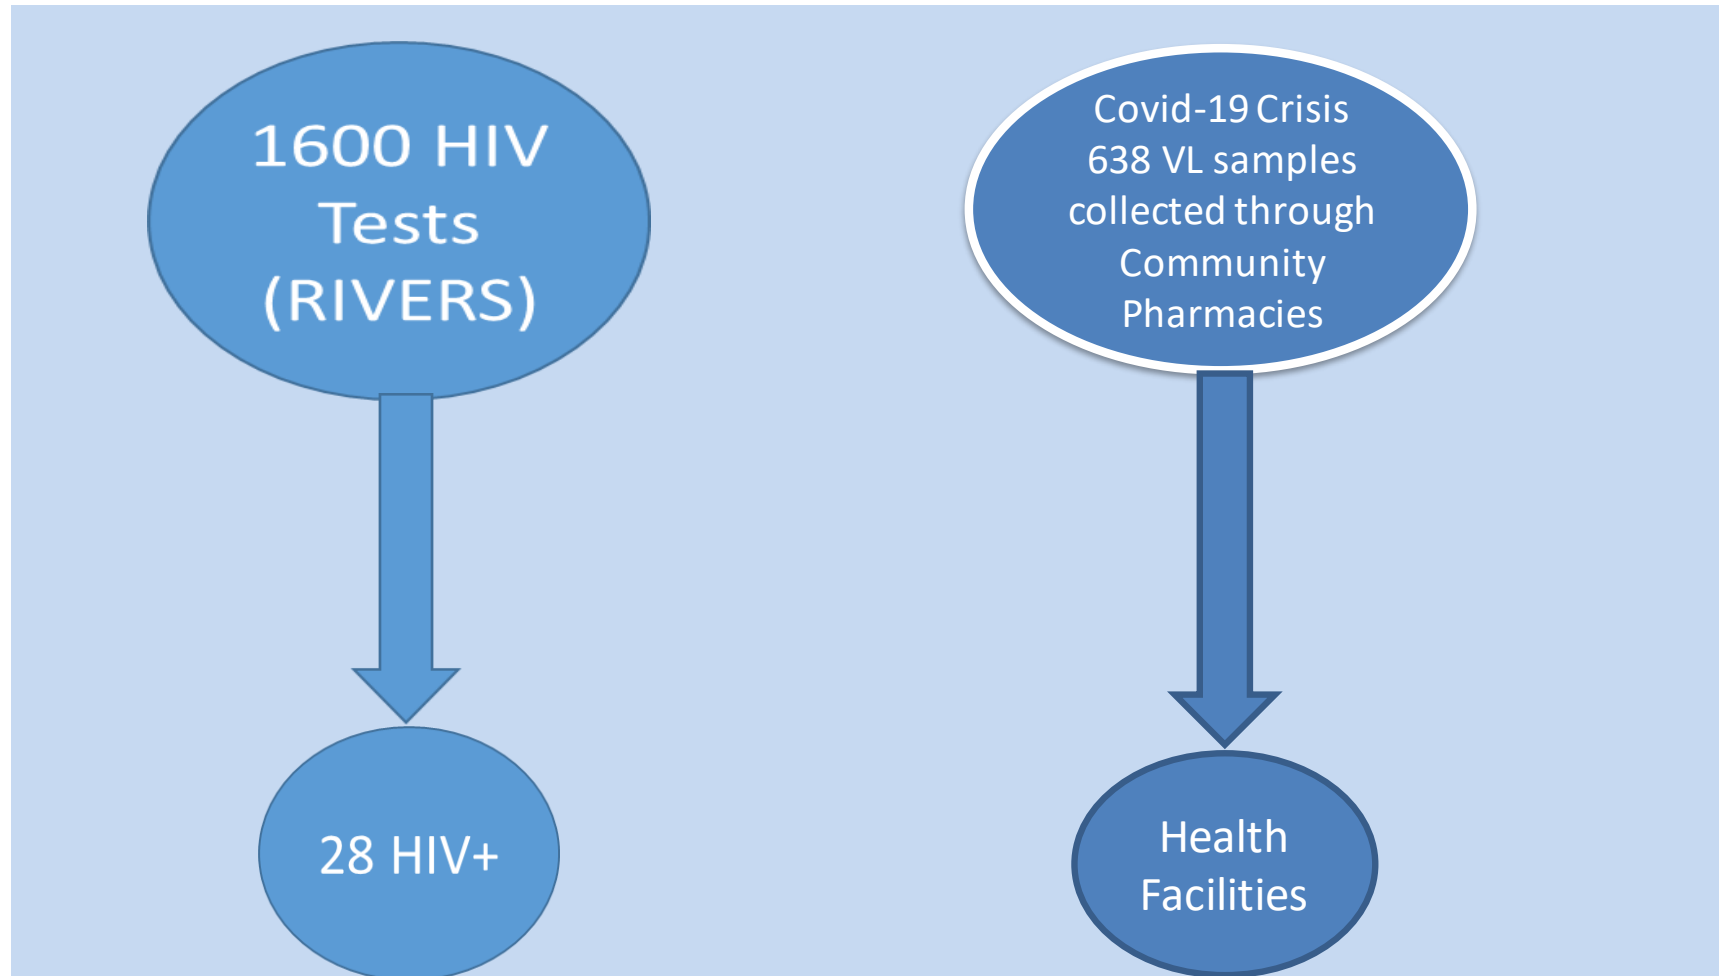 1600 HIV
Tests
(RIVERS)
28 HIV+
Covid-19 Crisis
638 VL samples
collected through
Community
Pharmacies
Health
Facilities